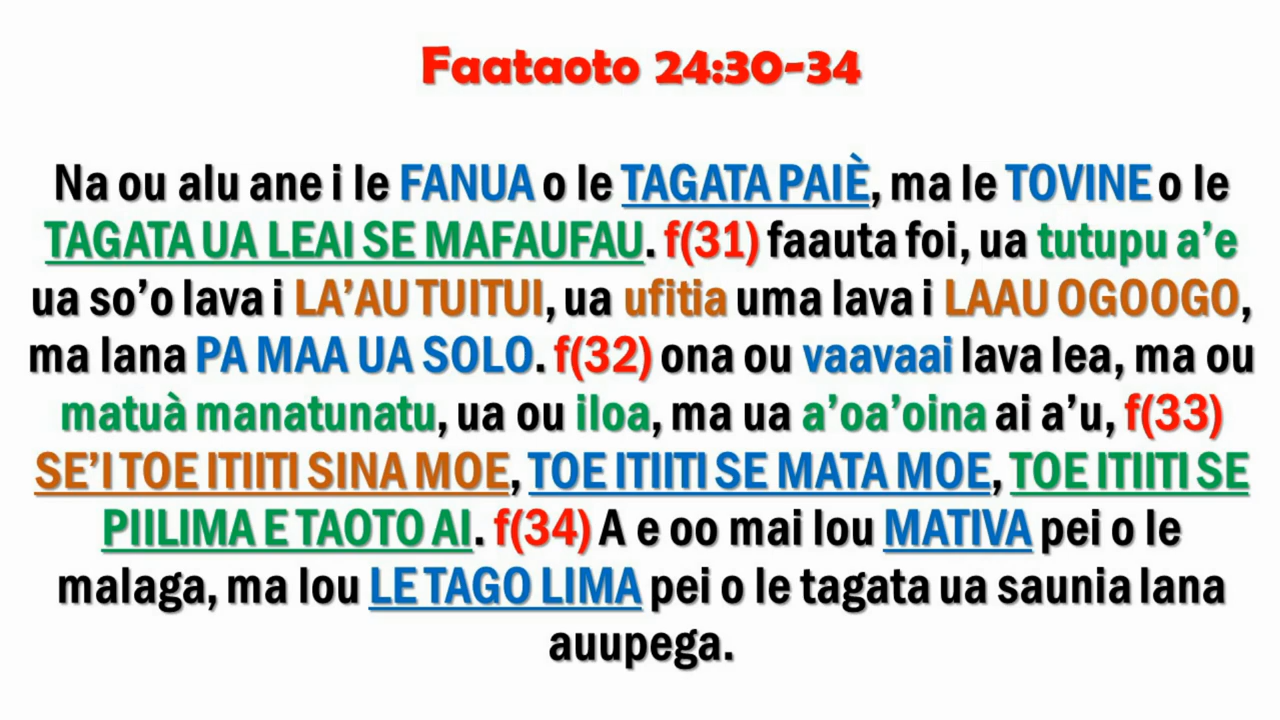 Faataoto 24:30-34
Na ou alu ane i le FANUA o le TAGATA PAIÈ, ma le TOVINE o le
TAGATA UA LEAI SE MAFAUFAU. f(31) faauta foi, ua tutupu a’e
ua so’o lava i LA’AU TUITUI, ua ufitia uma lava i LAAU OGOOGO,
ma lana PA MAA UA SOLO. f(32) ona ou vaavaai lava lea, ma ou
matuà manatunatu, ua ou iloa, ma ua a’oa’oina ai a’u, f(33)
SE’I TOE ITIITI SINA MOE, TOE ITIITI SE MATA MOE, TOE ITIITI SE
PIILIMA E TAOTO AI. f(34) A e oo mai lou MATIVA pei o le
malaga, ma lou LE TAGO LIMA pei o le tagata ua saunia lana
auupega.